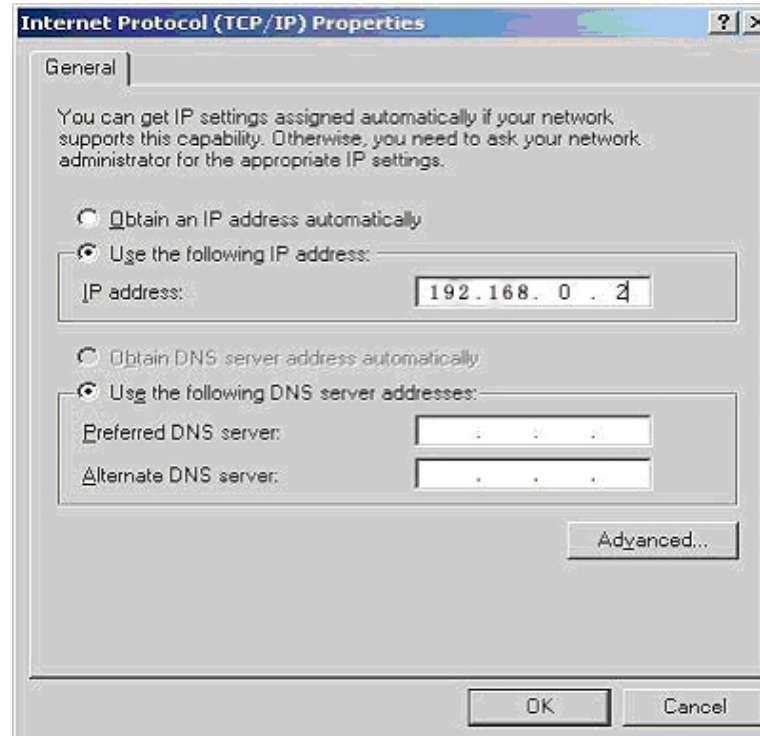 Internet Protocol (TCP/IP) Properties
General
You can get IP settings assigned automatically if your network
supports this capability. Otherwise, you need to ask your network
administrator for the appropriate IP settings.
Obtain an IP address automatically
Use the following IP address:
IP address: 192.168. 0 . 2
Obtain DNS server address automatically
Use the following DNS server addresses:
Preferred DNS server: . . .
Alternate DNS server: . . .
Advanced...
OK Cancel